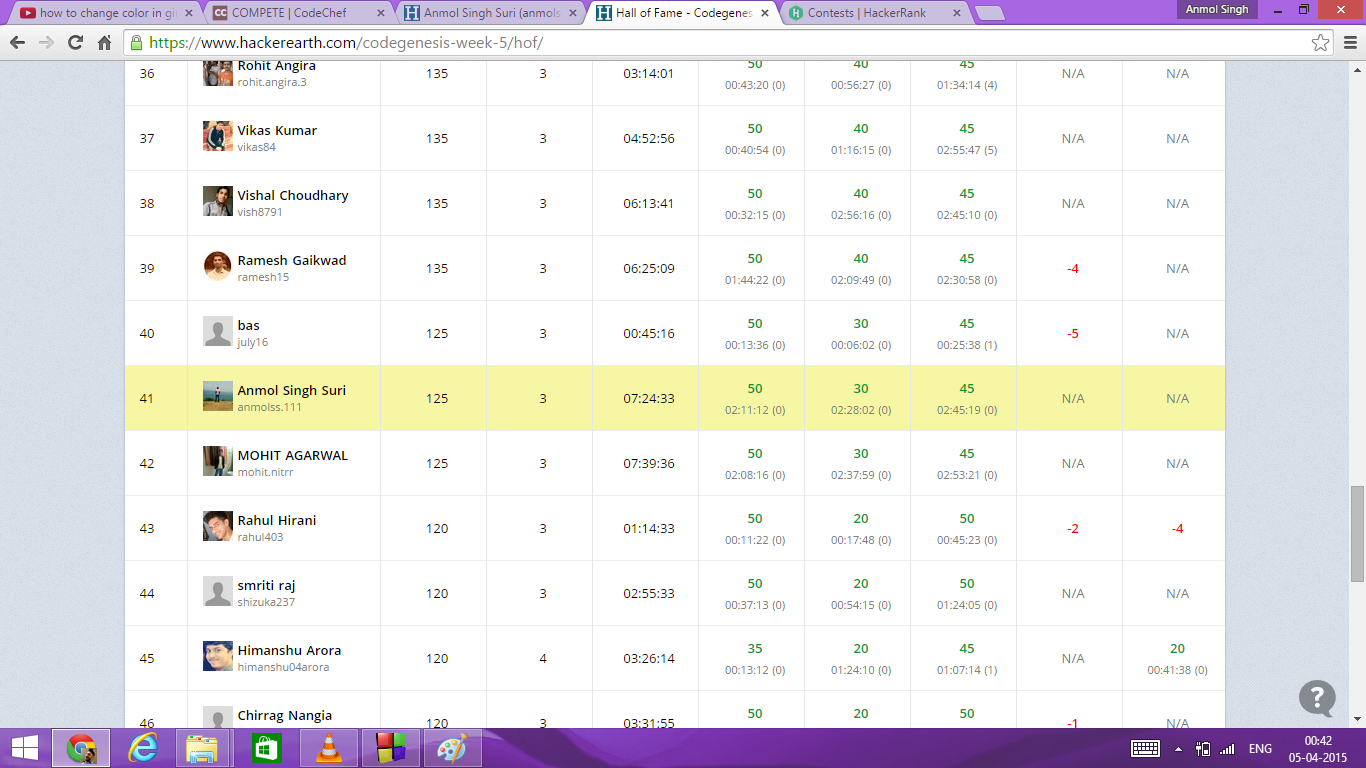 how to change color in gi
COMPETE | CodeChef
Anmol Singh Suri (anmols
Hall of Fame - Codegenes
Contests | HackerRank
Anmol Singh
https://www.hackerearth.com/codegenesis-week-5/hof/
36 Rohit Angira 135 3 03:14:01 50 40 45 N/A N/A
rohit.angira.3 00:43:20 (0) 00:56:27 (0) 01:34:14 (4)
37 Vikas Kumar 135 3 04:52:56 50 40 45 N/A N/A
vikas84 00:40:54 (0) 01:16:15 (0) 02:55:47 (5)
38 Vishal Choudhary 135 3 06:13:41 50 40 45 N/A N/A
vish8791 00:32:15 (0) 02:56:16 (0) 02:45:10 (0)
39 Ramesh Gaikwad 135 3 06:25:09 50 40 45 -4 N/A
ramesh15 01:44:22 (0) 02:09:49 (0) 02:30:58 (0)
40 bas 125 3 00:45:16 50 30 45 -5 N/A
july16 00:13:36 (0) 00:06:02 (0) 00:25:38 (1)
41 Anmol Singh Suri 125 3 07:24:33 50 30 45 N/A N/A
anmolss.111 02:11:12 (0) 02:28:02 (0) 02:45:19 (0)
42 MOHIT AGARWAL 125 3 07:39:36 50 30 45 N/A N/A
mohit.nitrr 02:08:16 (0) 02:37:59 (0) 02:53:21 (0)
43 Rahul Hirani 120 3 01:14:33 50 20 50 -2 -4
rahul403 00:11:22 (0) 00:17:48 (0) 00:45:23 (0)
44 smriti raj 120 3 02:55:33 50 20 50 N/A N/A
shizuka237 00:37:13 (0) 00:54:15 (0) 01:24:05 (0)
45 Himanshu Arora 120 4 03:26:14 35 20 45 N/A 20
himanshu04arora 00:13:12 (0) 01:24:10 (0) 01:07:14 (1) 00:41:38 (0)
46 Chirrag Nangia 120 3 03:31:55 50 20 50 -1 N/A
?
ENG
00:42
05-04-2015